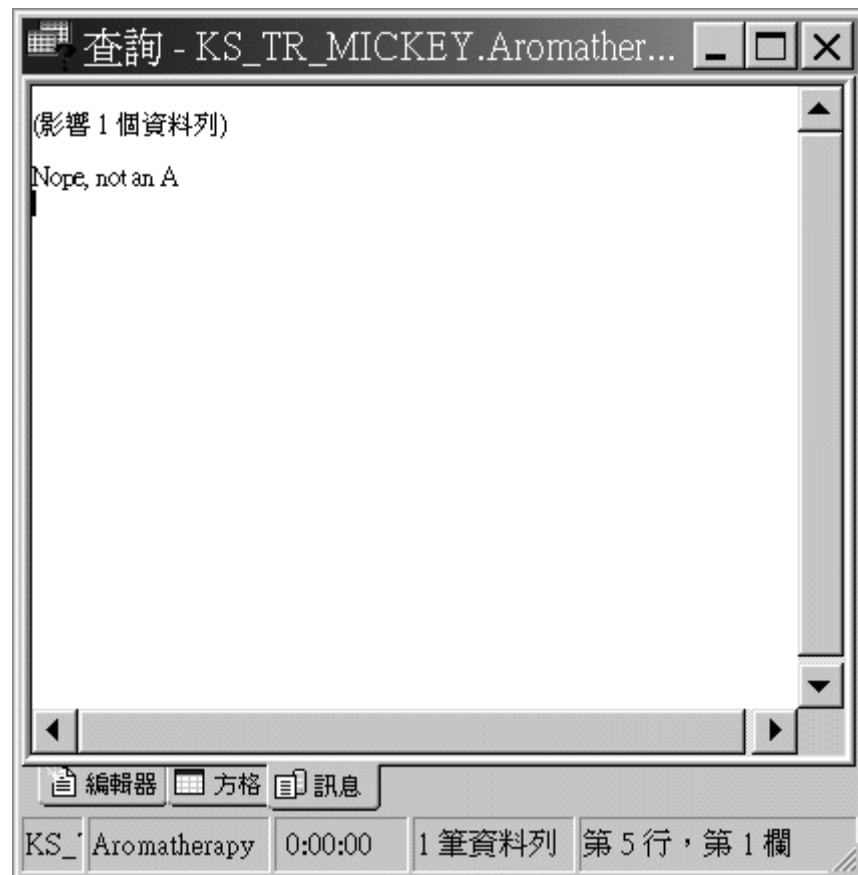 查詢 - KS_TR_MICKEY.Aromather...
(影響 1 個資料列)
Nope, not an A
編輯器 方格 訊息
KS_ Aromatherapy 0:00:00 1 筆資料列 第 5 行，第 1 欄